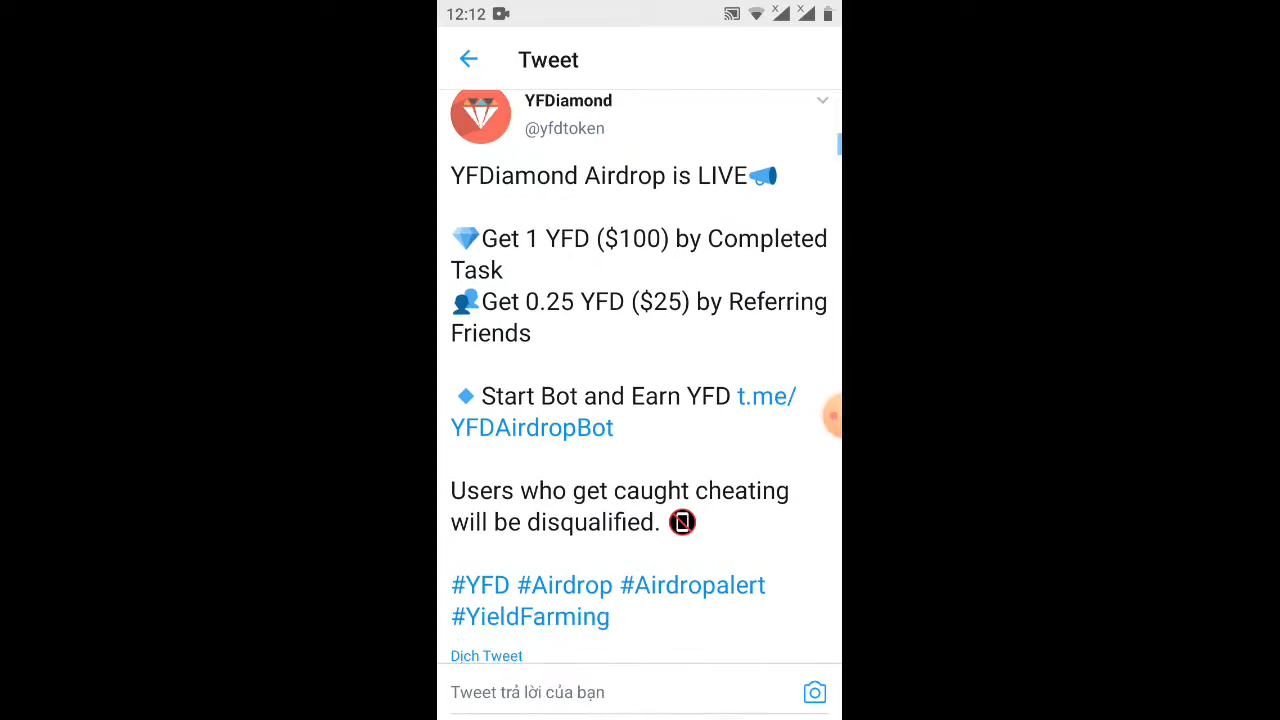 12:12
Tweet
YFDiamond
@yfdtoken
YFDiamond Airdrop is LIVE📣
💎Get 1 YFD ($100) by Completed
Task
👥Get 0.25 YFD ($25) by Referring
Friends
🔹Start Bot and Earn YFD t.me/
YFDAirdropBot
Users who get caught cheating
will be disqualified. 📵
#YFD #Airdrop #Airdropalert
#YieldFarming
Dịch Tweet
Tweet trả lời của bạn